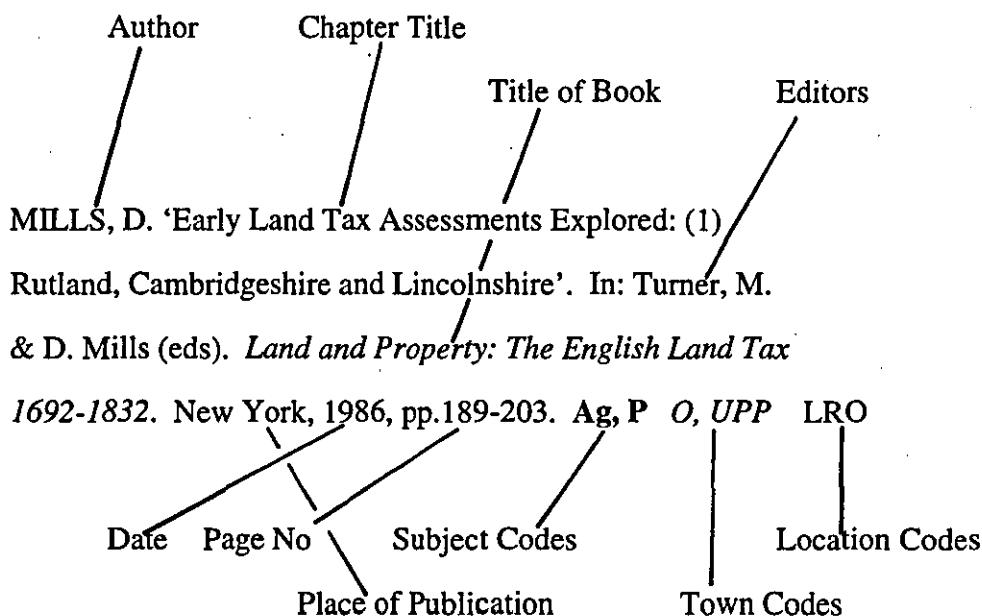 Author Chapter Title
Title of Book Editors
MILLS, D. ‘Early Land Tax Assessments Explored: (1)
Rutland, Cambridgeshire and Lincolnshire’. In: Turner, M.
& D. Mills (eds). Land and Property: The English Land Tax
1692-1832. New York, 1986, pp.189-203. Ag, P O, UPP LRO
Date Page No Subject Codes Location Codes
Place of Publication Town Codes